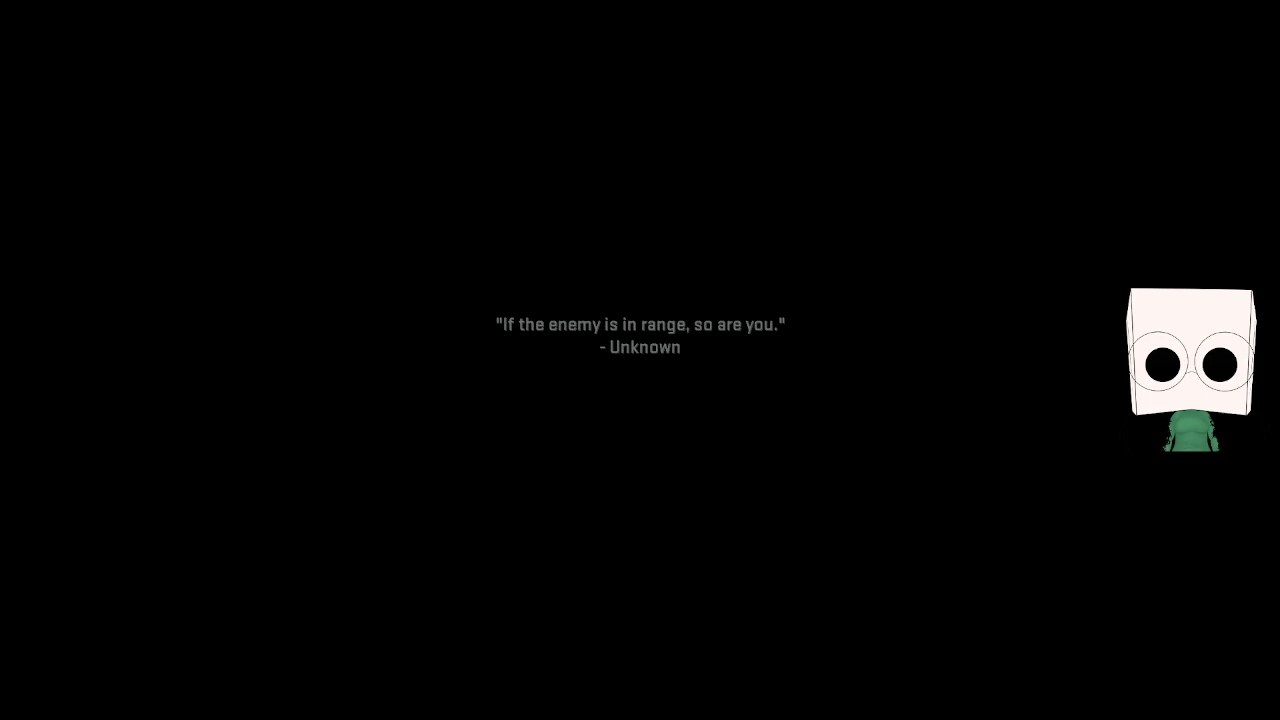 "If the enemy is in range, so are you."
- Unknown